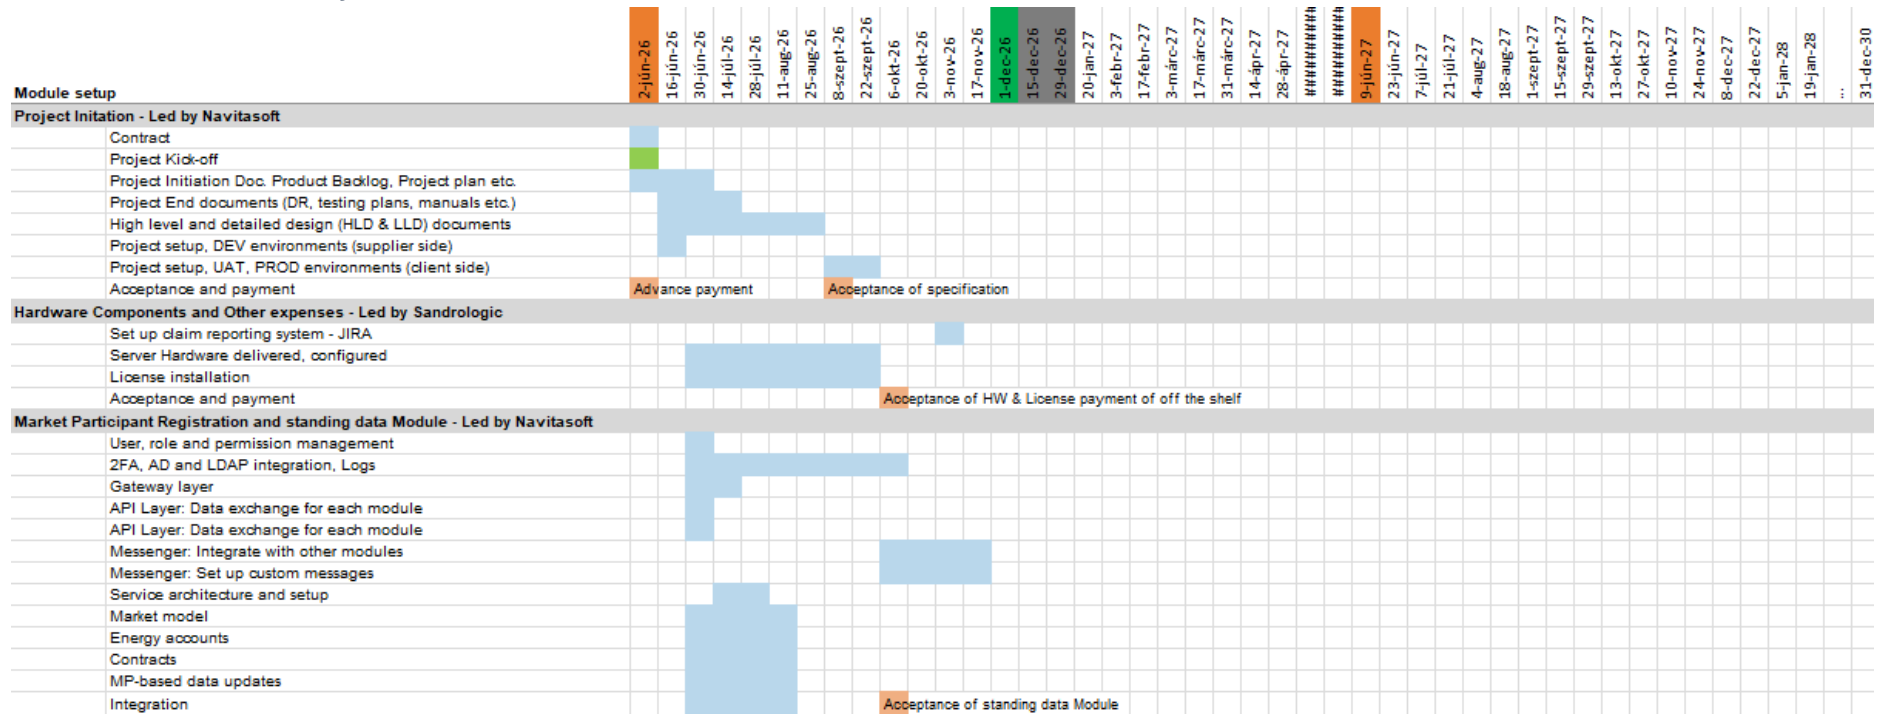 2-jún-26 16-jún-26 30-jún-26 14-júl-26 28-júl-26 11-aug-26 25-aug-26 8-szept-26 22-szept-26 6-okt-26 20-okt-26 3-nov-26 17-nov-26 1-dec-26 15-dec-26 29-dec-26 20-jan-27 3-febr-27 17-febr-27 3-márc-27 17-márc-27 31-márc-27 14-ápr-27 28-ápr-27 ######### ######### 9-jún-27 23-jún-27 7-júl-27 21-júl-27 4-aug-27 18-aug-27 1-szept-27 15-szept-27 29-szept-27 13-okt-27 27-okt-27 10-nov-27 24-nov-27 8-dec-27 22-dec-27 5-jan-28 19-jan-28 ... 31-dec-30
Module setup
Project Initation - Led by Navitasoft
Contract
Project Kick-off
Project Initiation Doc. Product Backlog, Project plan etc.
Project End documents (DR, testing plans, manuals etc.)
High level and detailed design (HLD & LLD) documents
Project setup, DEV environments (supplier side)
Project setup, UAT, PROD environments (client side)
Acceptance and payment Advance payment Acceptance of specification
Hardware Components and Other expenses - Led by Sandrologic
Set up claim reporting system - JIRA
Server Hardware delivered, configured
License installation
Acceptance and payment Acceptance of HW & License payment of off the shelf
Market Participant Registration and standing data Module - Led by Navitasoft
User, role and permission management
2FA, AD and LDAP integration, Logs
Gateway layer
API Layer: Data exchange for each module
API Layer: Data exchange for each module
Messenger: Integrate with other modules
Messenger: Set up custom messages
Service architecture and setup
Market model
Energy accounts
Contracts
MP-based data updates
Integration Acceptance of standing data Module